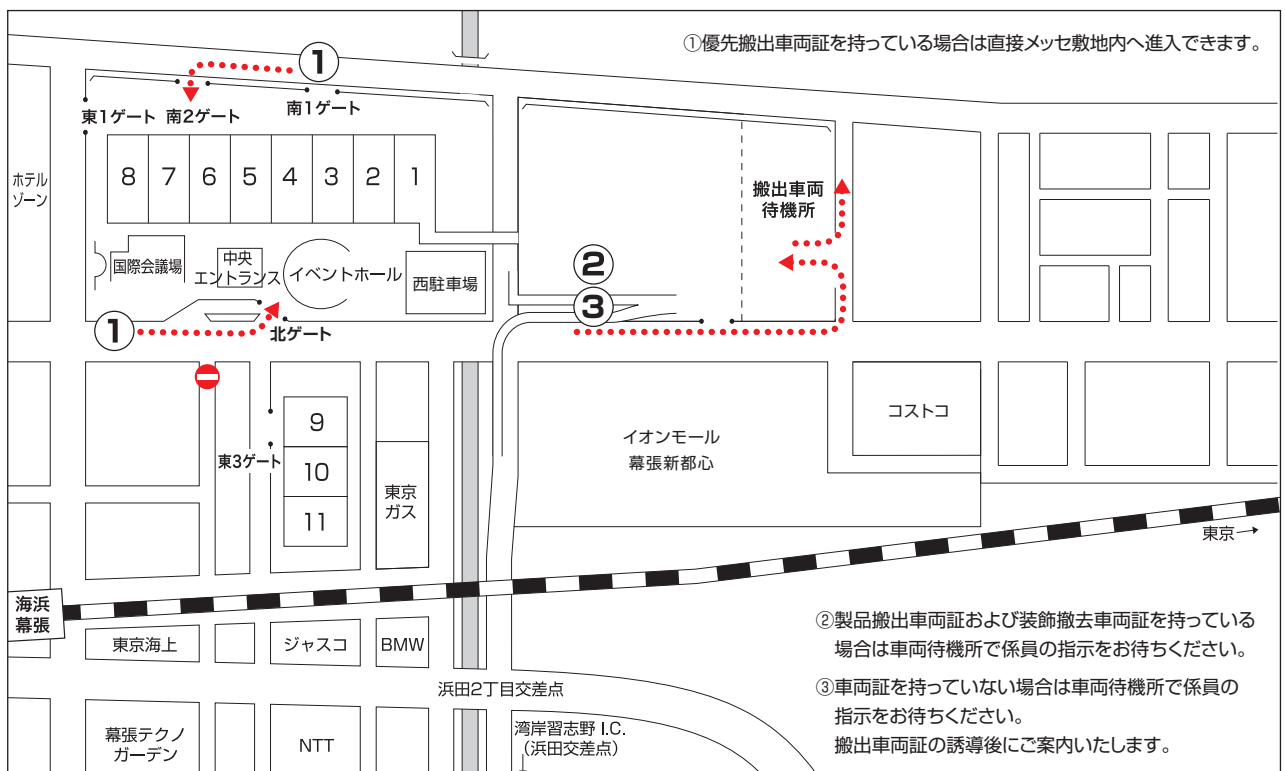 ①優先搬出車両証を持っている場合は直接メッセ敷地内へ進入できます。
①
東1ゲート
南2ゲート
南1ゲート
ホテル
ゾーン
8
7
6
5
4
3
2
1
搬出車両
待機所
国際会議場
中央
エントランス
イベントホール
西駐車場
②
③
①
北ゲート
9
10
11
東3ゲート
東京
ガス
イオンモール
幕張新都心
コストコ
東京→
海浜
幕張
東京海上
ジャスコ
BMW
②製品搬出車両証および装飾撤去車両証を持っている
場合は車両待機所で係員の指示をお待ちください。
③車両証を持っていない場合は車両待機所で係員の
指示をお待ちください。
搬出車両証の誘導後にご案内いたします。
浜田2丁目交差点
湾岸習志野 I.C.
（浜田交差点）
幕張テクノ
ガーデン
NTT